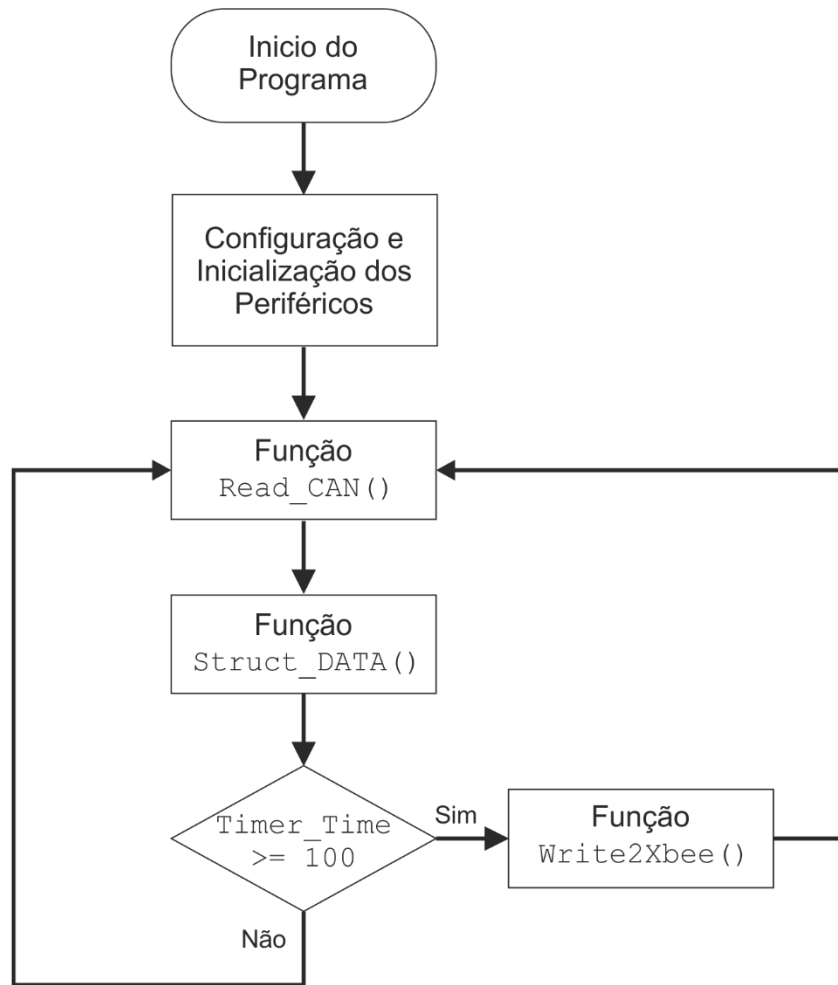 Inicio do
Programa
Configuração e
Inicialização dos
Periféricos
Função
Read_CAN()
Função
Struct_DATA()
Timer_Time
>= 100
Sim
Função
Write2Xbee()
Não